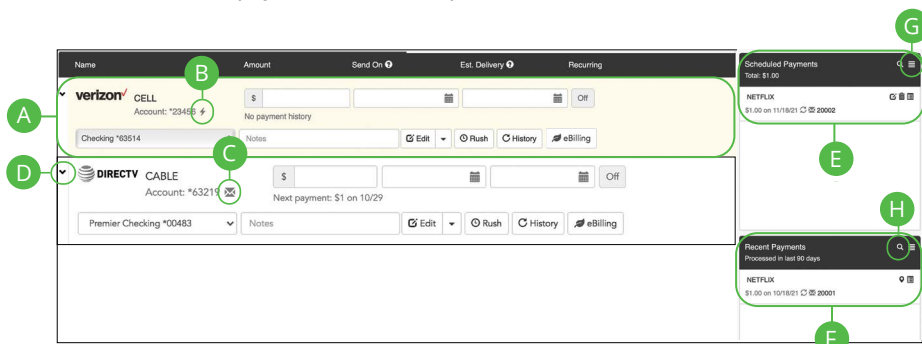 G
Name Amount Send On Est. Delivery Recurring
Scheduled Payments
Total: $1.00
B
verizon CELL $ Off
Account: *23456
No payment history
NETFLIX
$1.00 on 11/18/21 20002
A
Checking *63514 Notes Edit Rush History eBilling
C
E
D
DIRECTV CABLE $ Off
Account: *63219
Next payment: $1 on 10/29
H
Premier Checking *00483 Notes Edit Rush History eBilling
Recent Payments
Processed in last 90 days
NETFLIX
$1.00 on 10/18/21 20001
F